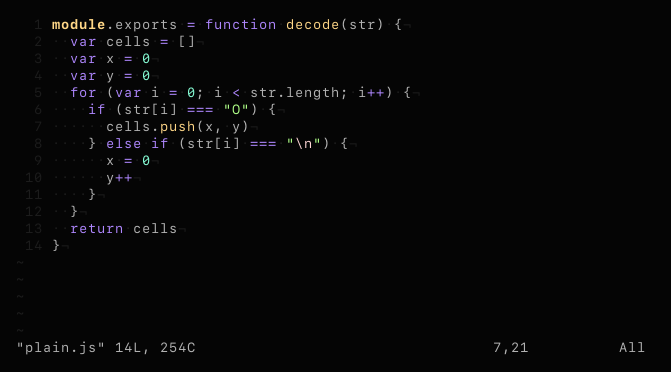 1 module.exports = function decode(str) {¬
2 ··var cells = []¬
3 ··var x = 0¬
4 ··var y = 0¬
5 ··for (var i = 0; i < str.length; i++) {¬
6 ····if (str[i] === "O") {¬
7 ······cells.push(x, y)¬
8 ····} else if (str[i] === "\n") {¬
9 ······x = 0¬
10 ······y++¬
11 ····}¬
12 ··}¬
13 ··return cells¬
14 }¬
~
~
~
~
~
"plain.js" 14L, 254C 7,21 All